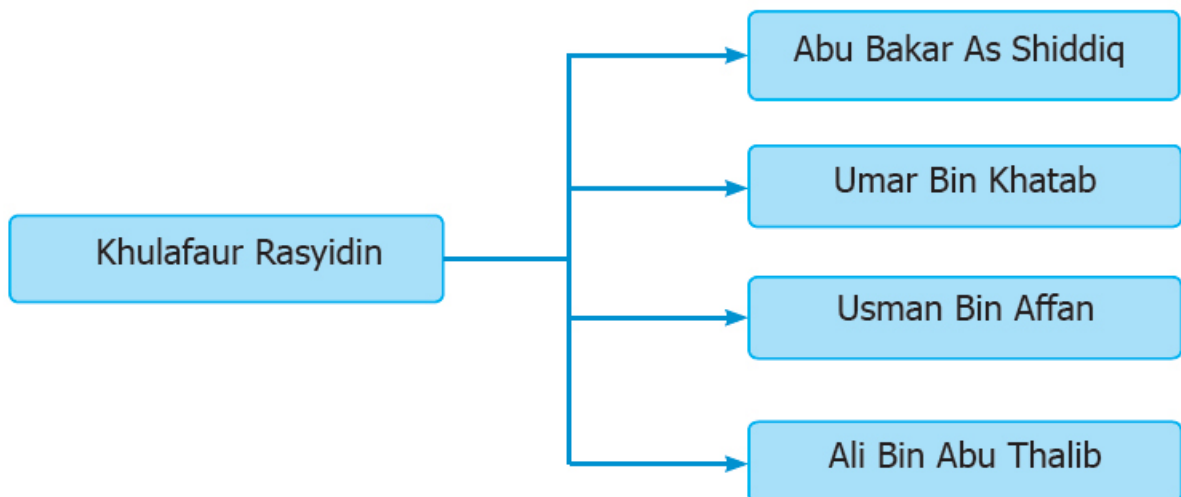 Khulafaur Rasyidin
Abu Bakar As Shiddiq
Umar Bin Khatab
Usman Bin Affan
Ali Bin Abu Thalib